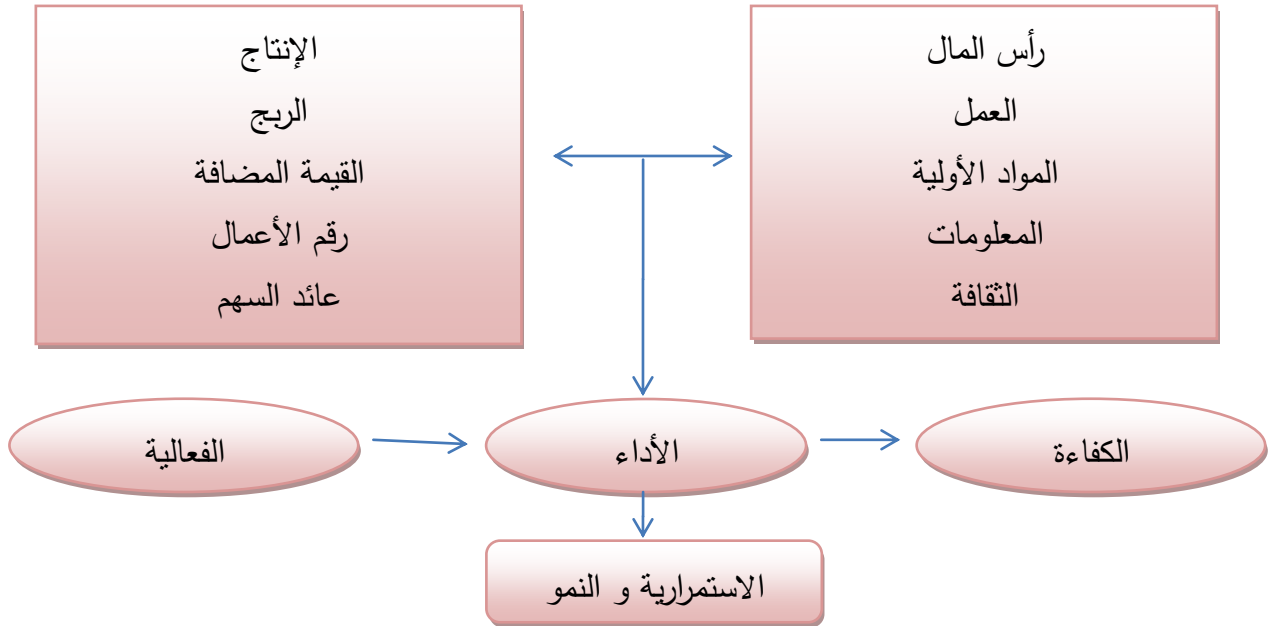 رأس المال
العمل
المواد الأولية
المعلومات
الثقافة
الإنتاج
الربج
القيمة المضافة
رقم الأعمال
عائد السهم
الكفاءة
الأداء
الفعالية
الاستمرارية و النمو